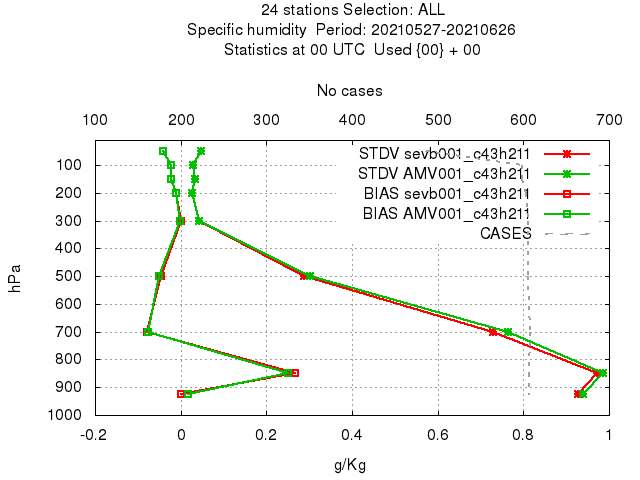 24 stations Selection: ALL
Specific humidity  Period: 20210527-20210626
Statistics at 00 UTC  Used {00} + 00
No cases
100 200 300 400 500 600 700
STDV sevb001_c43h211
STDV AMV001_c43h211
BIAS sevb001_c43h211
BIAS AMV001_c43h211
CASES
hPa
100
200
300
400
500
600
700
800
900
1000
-0.2 0 0.2 0.4 0.6 0.8 1
g/Kg